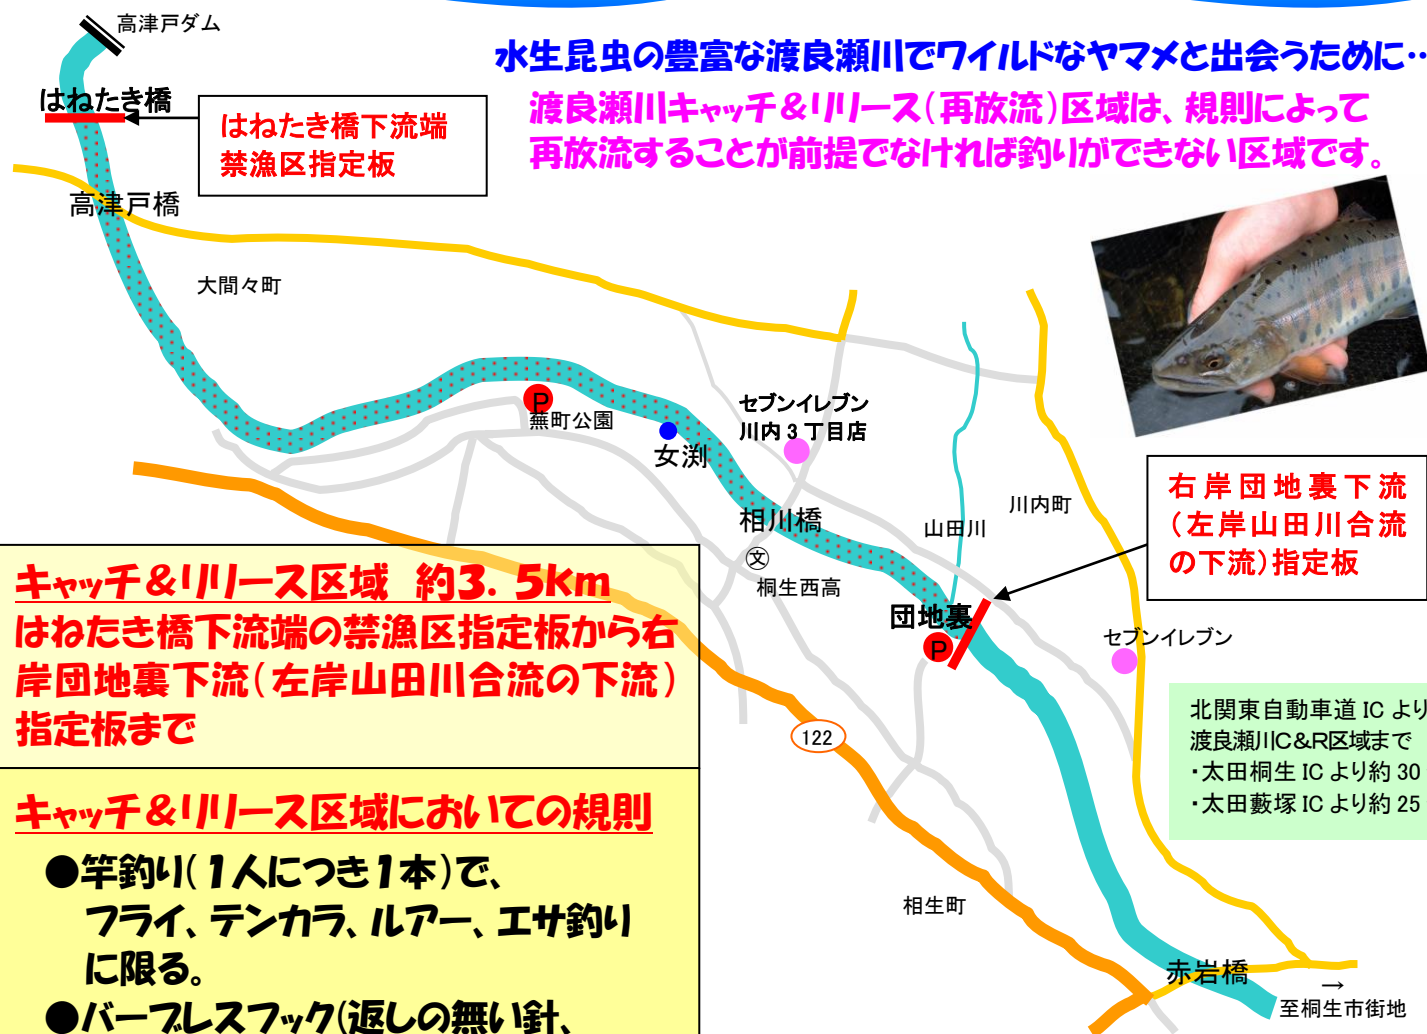 高津戸ダム
水生昆虫の豊富な渡良瀬川でワイルドなヤマメと出会うために‥
はねたき橋
はねたき橋下流端
禁漁区指定板
渡良瀬川キャッチ＆リリース(再放流)区域は、規則によって
再放流することが前提でなければ釣りができない区域です。
高津戸橋
大間々町
P
蕪町公園
セブンイレブン
川内３丁目店
女渕
相川橋
文
桐生西高
山田川
川内町
右岸団地裏下流
(左岸山田川合流
の下流)指定板
団地裏
P
セブンイレブン
キャッチ＆リリース区域 約3．5km
はねたき橋下流端の禁漁区指定板から右
岸団地裏下流(左岸山田川合流の下流)
指定板まで
122
北関東自動車道 IC より
渡良瀬川C&R区域まで
・太田桐生 IC より約 30
・太田藪塚 IC より約 25
キャッチ＆リリース区域においての規則
●竿釣り(１人につき１本)で、
フライ、テンカラ、ルアー、エサ釣り
に限る。
●バーブレスフック(返しの無い針、
相生町
赤岩橋
→
至桐生市街地